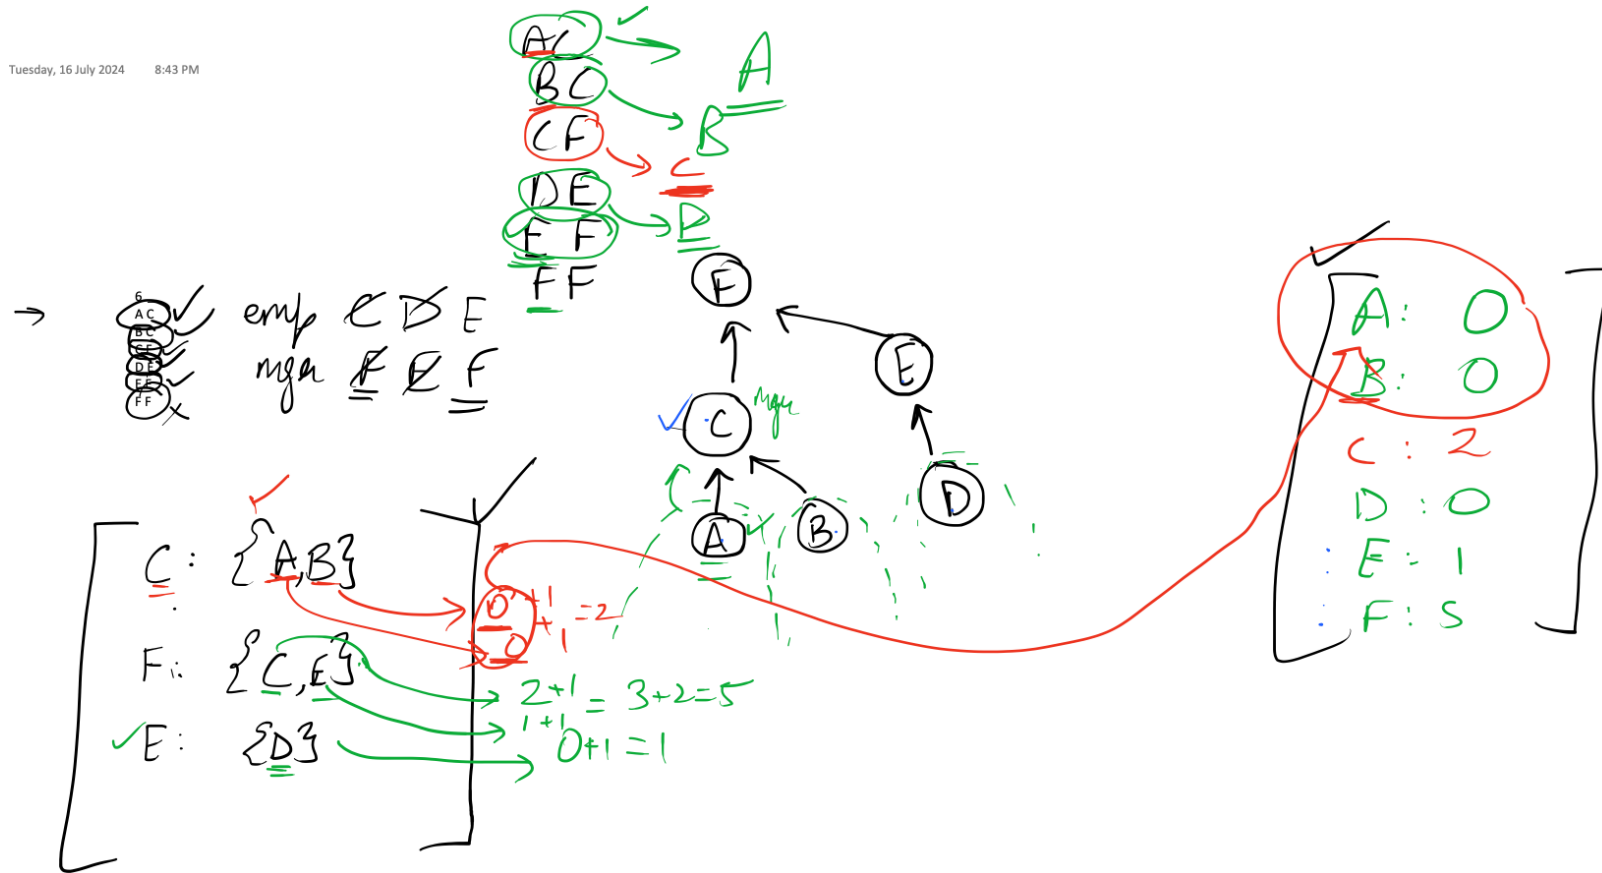 Tuesday, 16 July 2024 8:43 PM
AC
A
BC
B
CF
C
DE
D
E F
FF
F
6
AC
BC
CF
DE
EF
FF
emp C D E
mgr F E F
E
C mgr
D
A
B
A: 0
B: 0
C: 2
D: 0
E: 1
F: 5
C: {A,B}
0 +1
0 +1 =2
F: {C,E}
2+1 = 3+2=5
1+1
E: {D}
0+1=1